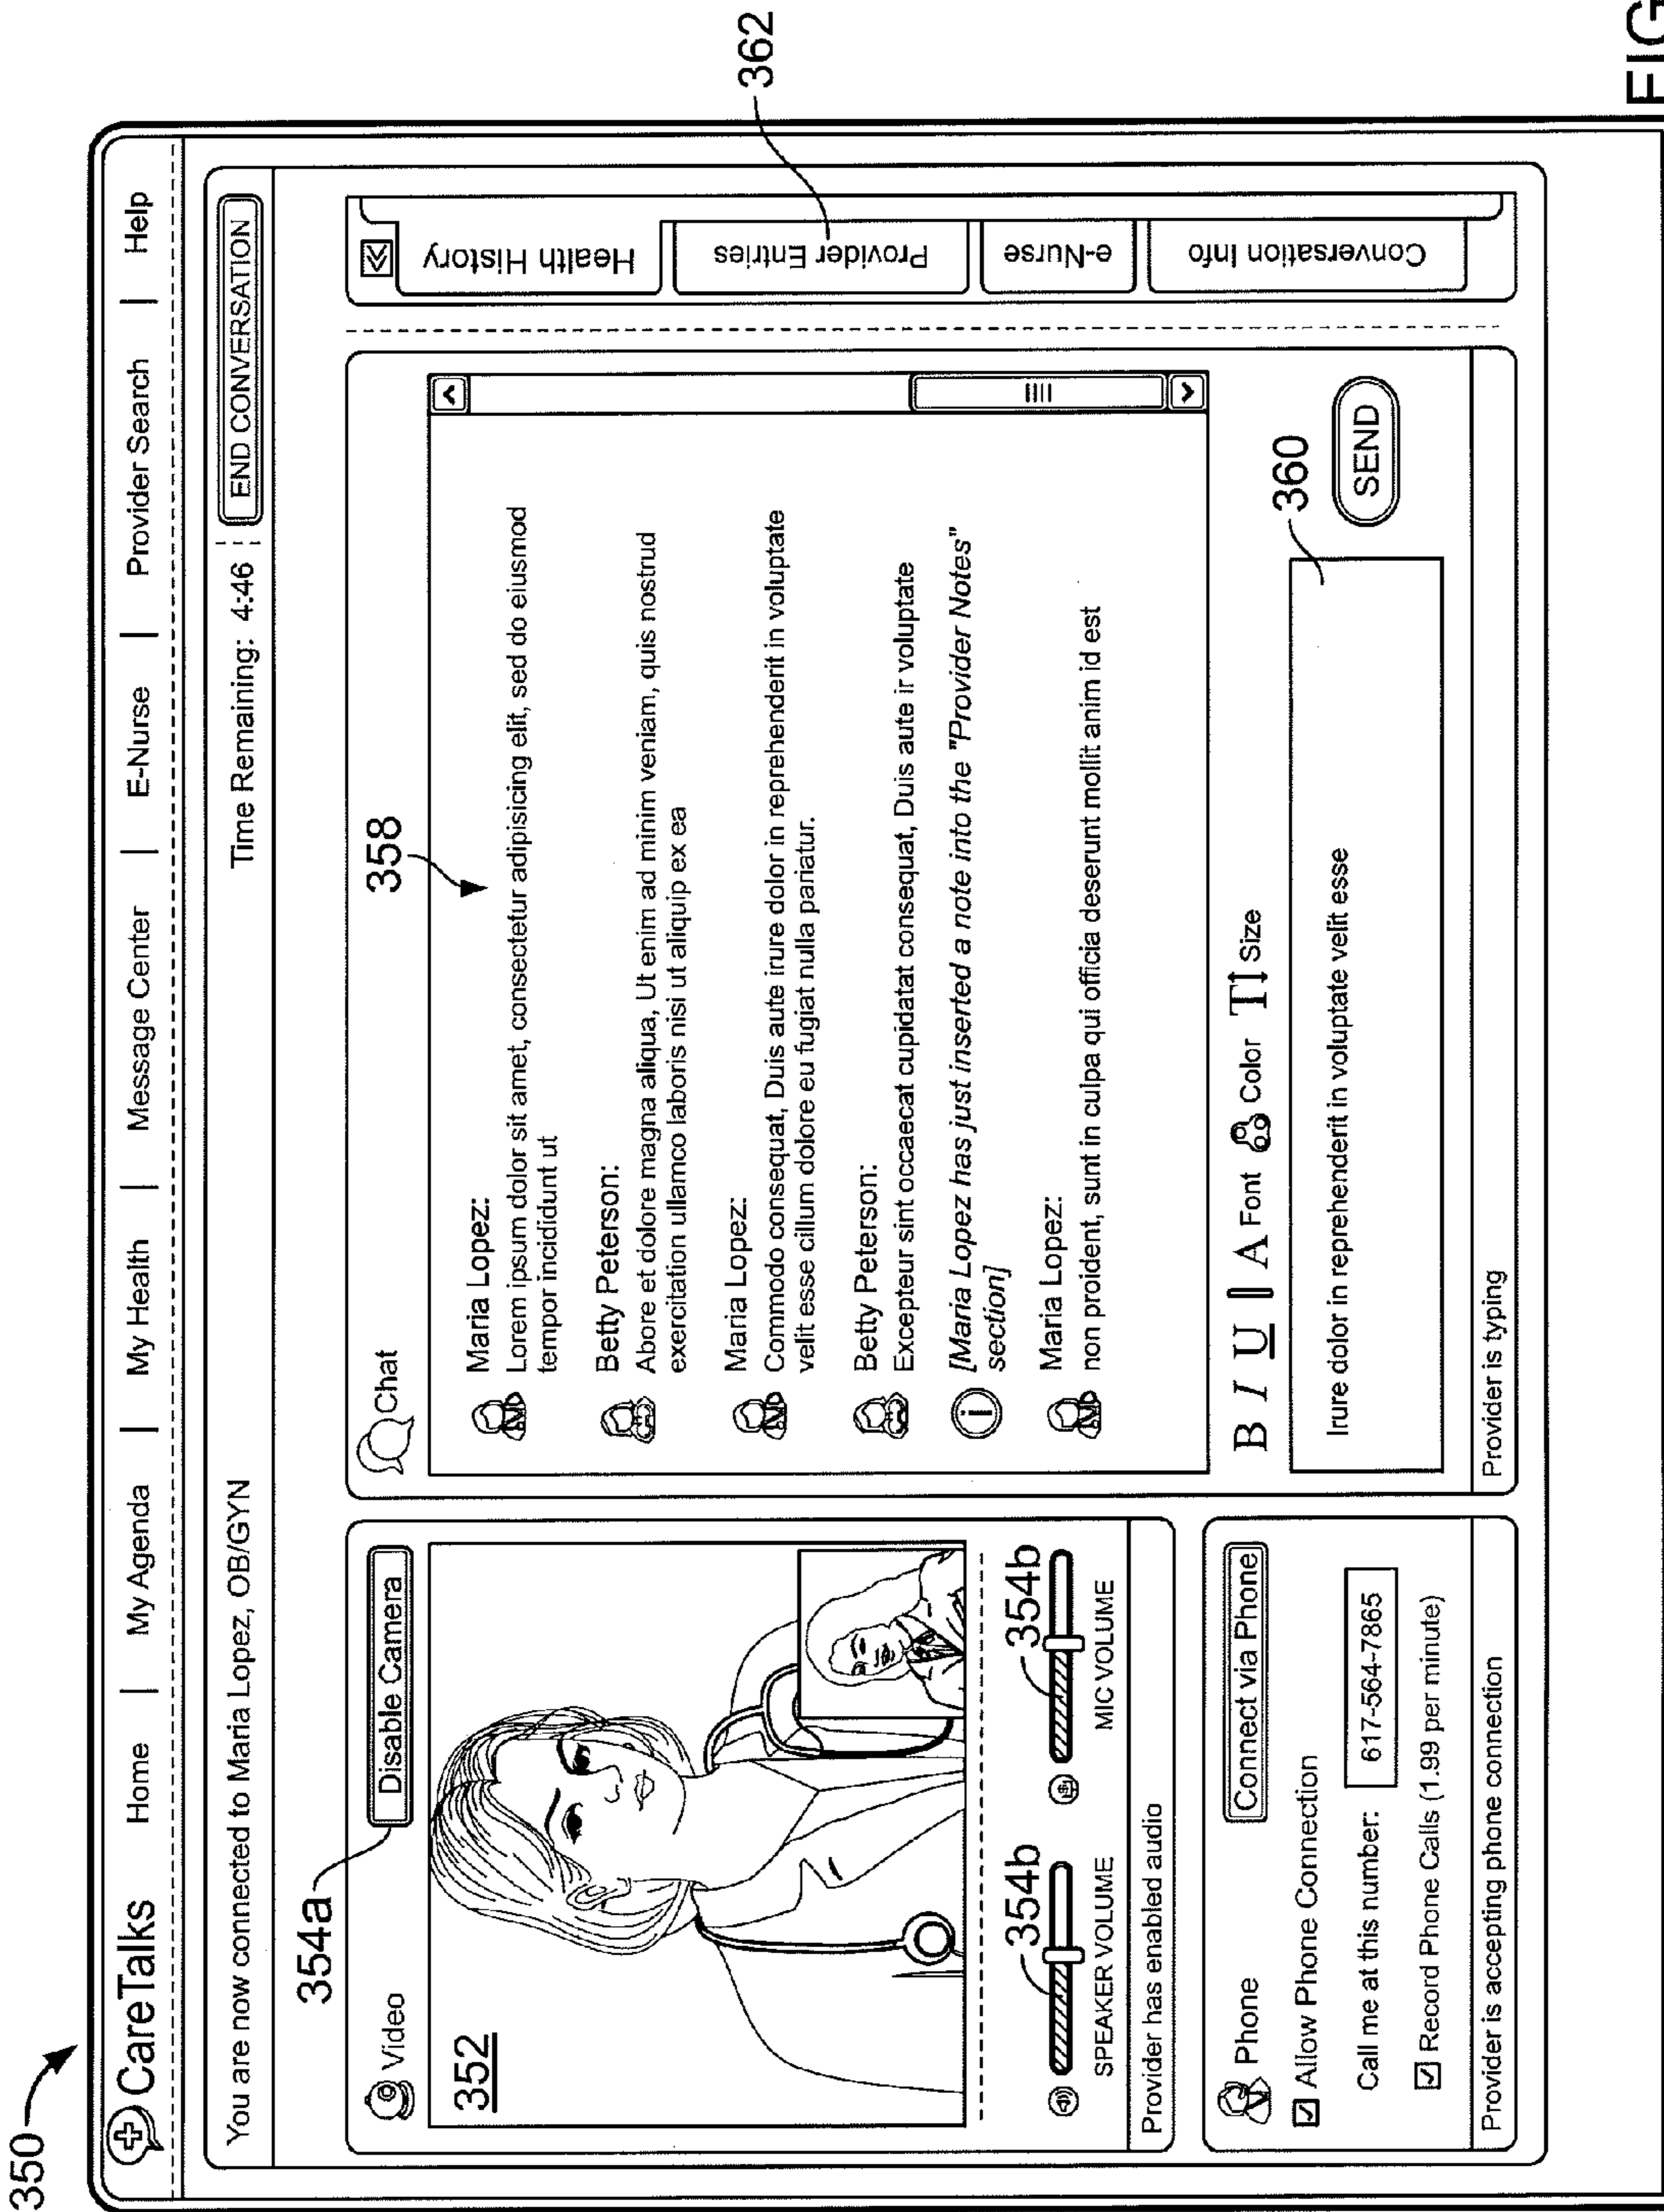 350
CareTalks Home | My Agenda | My Health | Message Center | E-Nurse | Provider Search | Help
You are now connected to Maria Lopez, OB/GYN
Time Remaining: 4:46
END CONVERSATION
354a
Video
Disable Camera
352
354b
354b
SPEAKER VOLUME
MIC VOLUME
Provider has enabled audio
Phone
Connect via Phone
Allow Phone Connection
Call me at this number: 617-564-7865
Record Phone Calls (1.99 per minute)
Provider is accepting phone connection
Chat
358
Maria Lopez:
Lorem ipsum dolor sit amet, consectetur adipisicing elit, sed do eiusmod
tempor incididunt ut
Betty Peterson:
Abore et dolore magna aliqua, Ut enim ad minim veniam, quis nostrud
exercitation ullamco laboris nisi ut aliquip ex ea
Maria Lopez:
Commodo consequat, Duis aute irure dolor in reprehenderit in voluptate
velit esse cillum dolore eu fugiat nulla pariatur.
Betty Peterson:
Excepteur sint occaecat cupidatat consequat, Duis aute ir voluptate
[Maria Lopez has just inserted a note into the "Provider Notes"
section]
Maria Lopez:
non proident, sunt in culpa qui officia deserunt mollit anim id est
B I U A Font Color T Size
360
Irure dolor in reprehenderit in voluptate velit esse
SEND
Provider is typing
Health History
Provider Entries
e-Nurse
Conversation Info
362
FIG